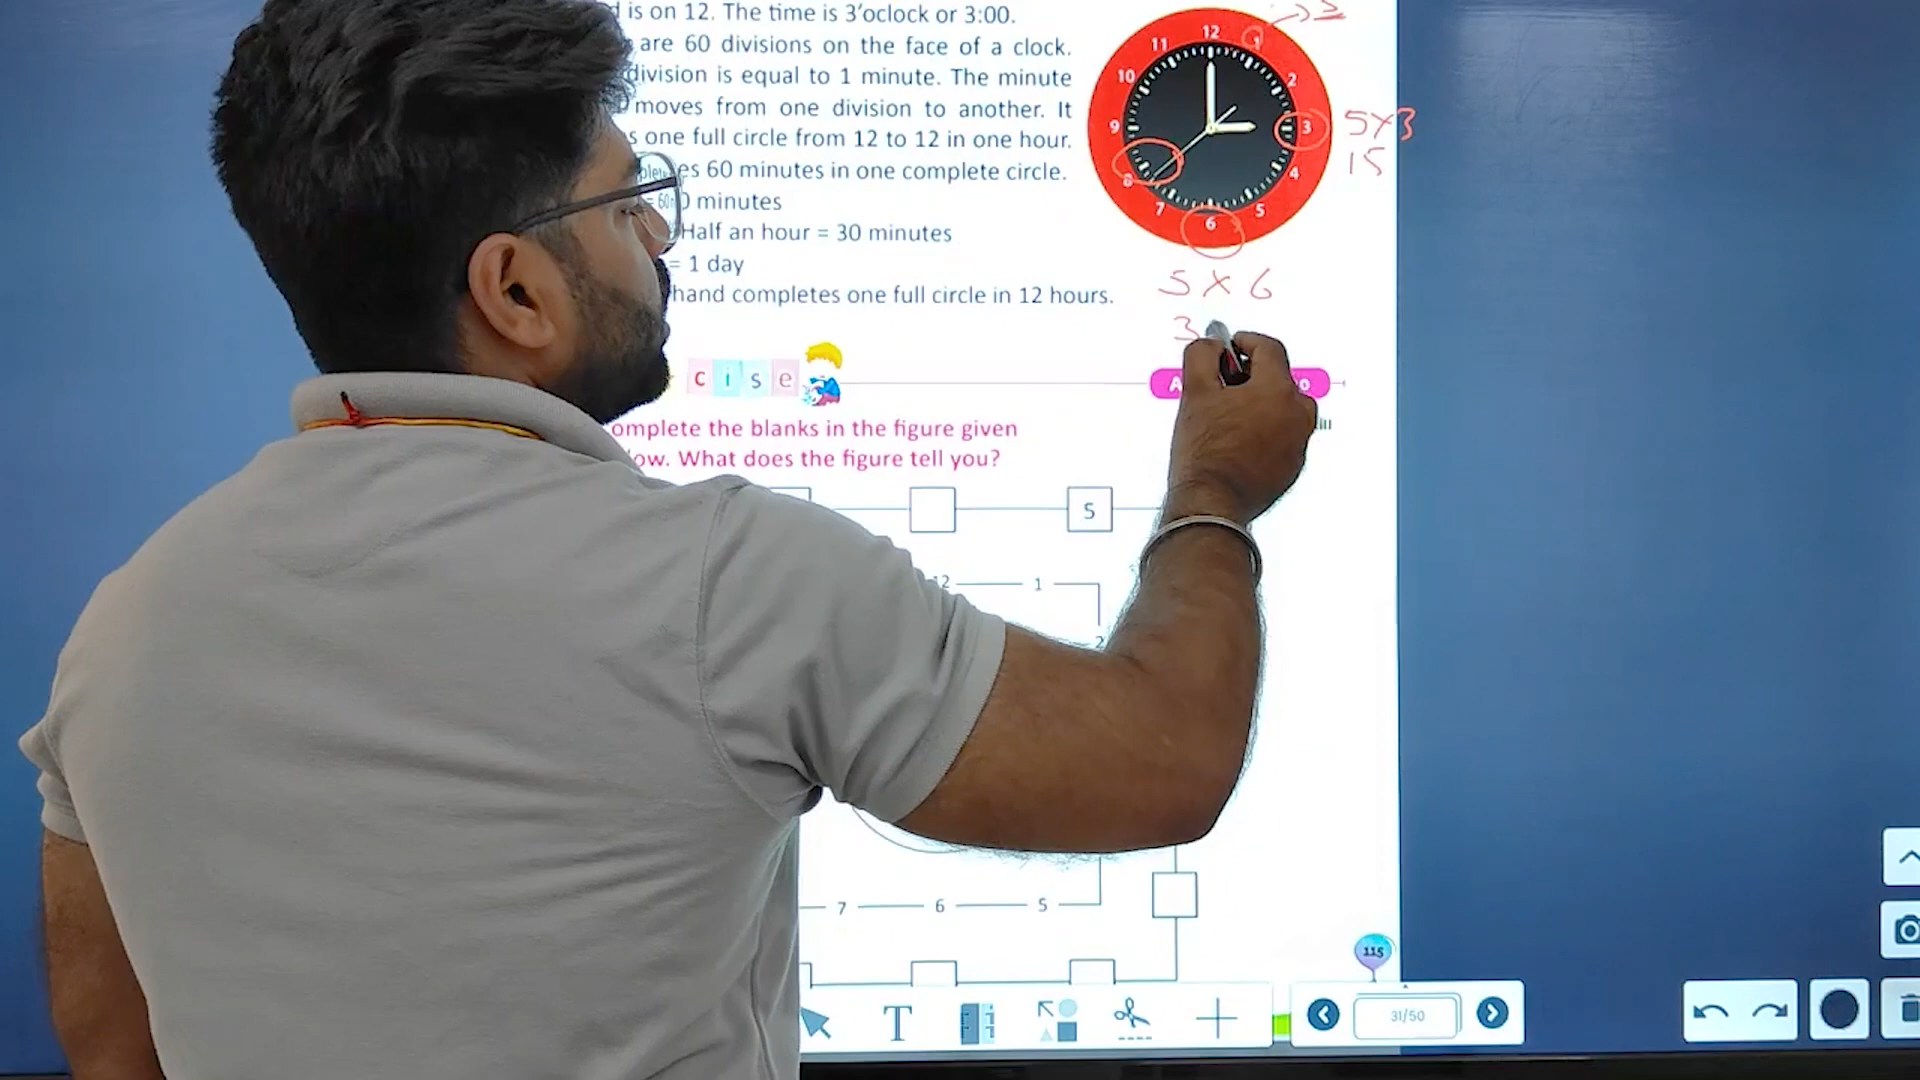 is on 12. The time is 3'oclock or 3:00.
are 60 divisions on the face of a clock.
division is equal to 1 minute. The minute
moves from one division to another. It
one full circle from 12 to 12 in one hour.
60 minutes in one complete circle.
minutes
Half an hour = 30 minutes
= 1 day
hand completes one full circle in 12 hours.
12
11 1
10 2
9 3
8 4
7 5
6
5x3
15
5 x 6
3
c i s e
omplete the blanks in the figure given
ow. What does the figure tell you?
5
12 1
2
7 6 5
115
T
31/50